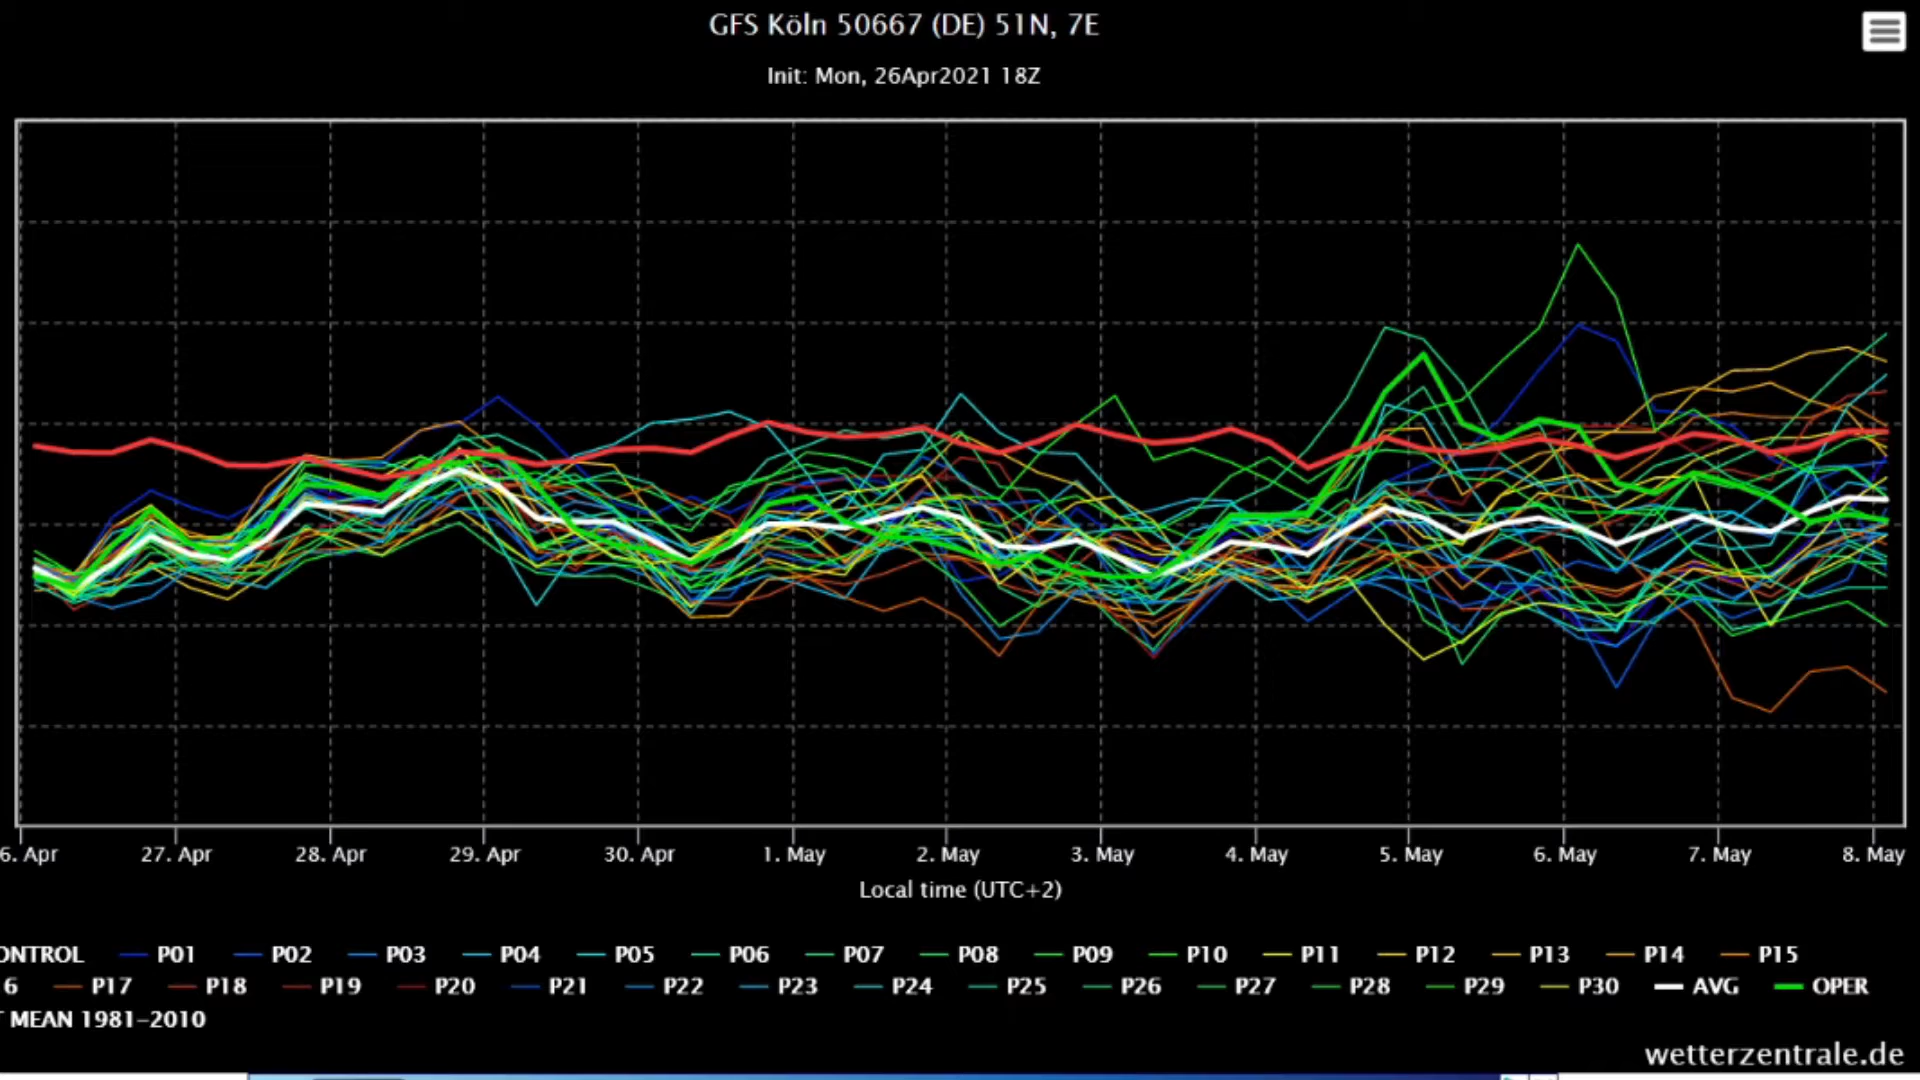 GFS Köln 50667 (DE) 51N, 7E
Init: Mon, 26Apr2021 18Z
6. Apr 27. Apr 28. Apr 29. Apr 30. Apr 1. May 2. May 3. May 4. May 5. May 6. May 7. May 8. May
Local time (UTC+2)
ONTROL P01 P02 P03 P04 P05 P06 P07 P08 P09 P10 P11 P12 P13 P14 P15
6 P17 P18 P19 P20 P21 P22 P23 P24 P25 P26 P27 P28 P29 P30 AVG OPER
MEAN 1981-2010
wetterzentrale.de